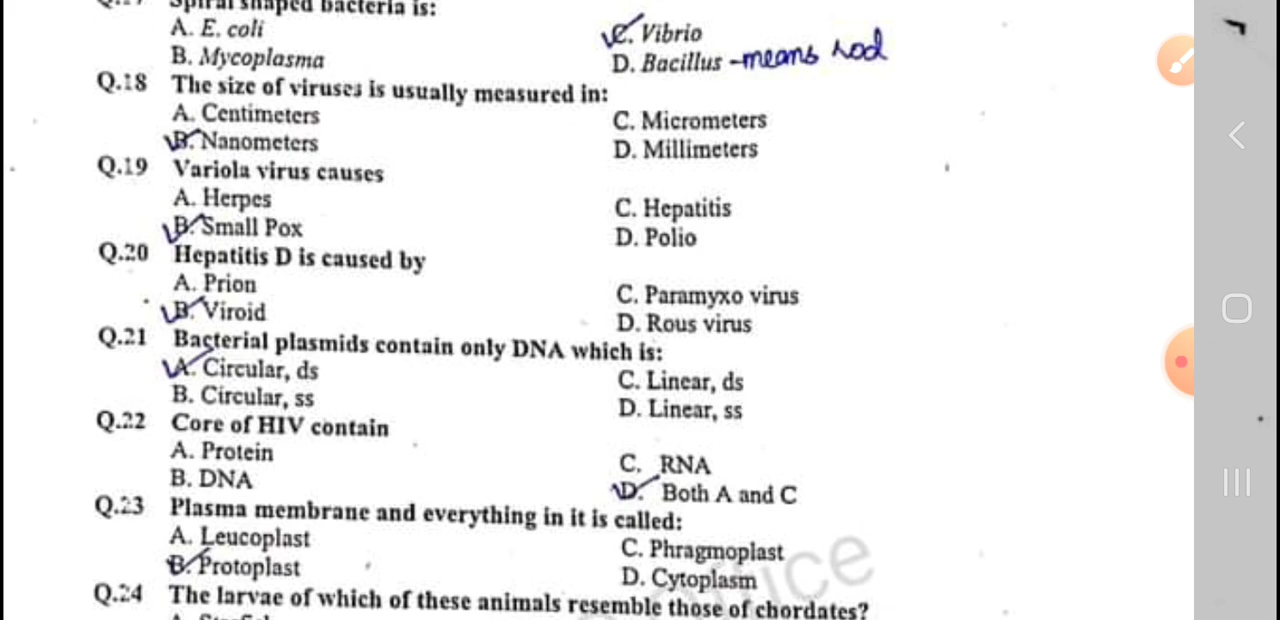 Spiral shaped bacteria is:
A. E. coli
C. Vibrio
B. Mycoplasma
D. Bacillus -means rod
Q.18 The size of viruses is usually measured in:
A. Centimeters
C. Micrometers
B. Nanometers
D. Millimeters
Q.19 Variola virus causes
A. Herpes
C. Hepatitis
B. Small Pox
D. Polio
Q.20 Hepatitis D is caused by
A. Prion
C. Paramyxo virus
B. Viroid
D. Rous virus
Q.21 Bacterial plasmids contain only DNA which is:
A. Circular, ds
C. Linear, ds
B. Circular, ss
D. Linear, ss
Q.22 Core of HIV contain
A. Protein
C. RNA
B. DNA
D. Both A and C
Q.23 Plasma membrane and everything in it is called:
A. Leucoplast
C. Phragmoplast
B. Protoplast
D. Cytoplasm
Q.24 The larvae of which of these animals resemble those of chordates?